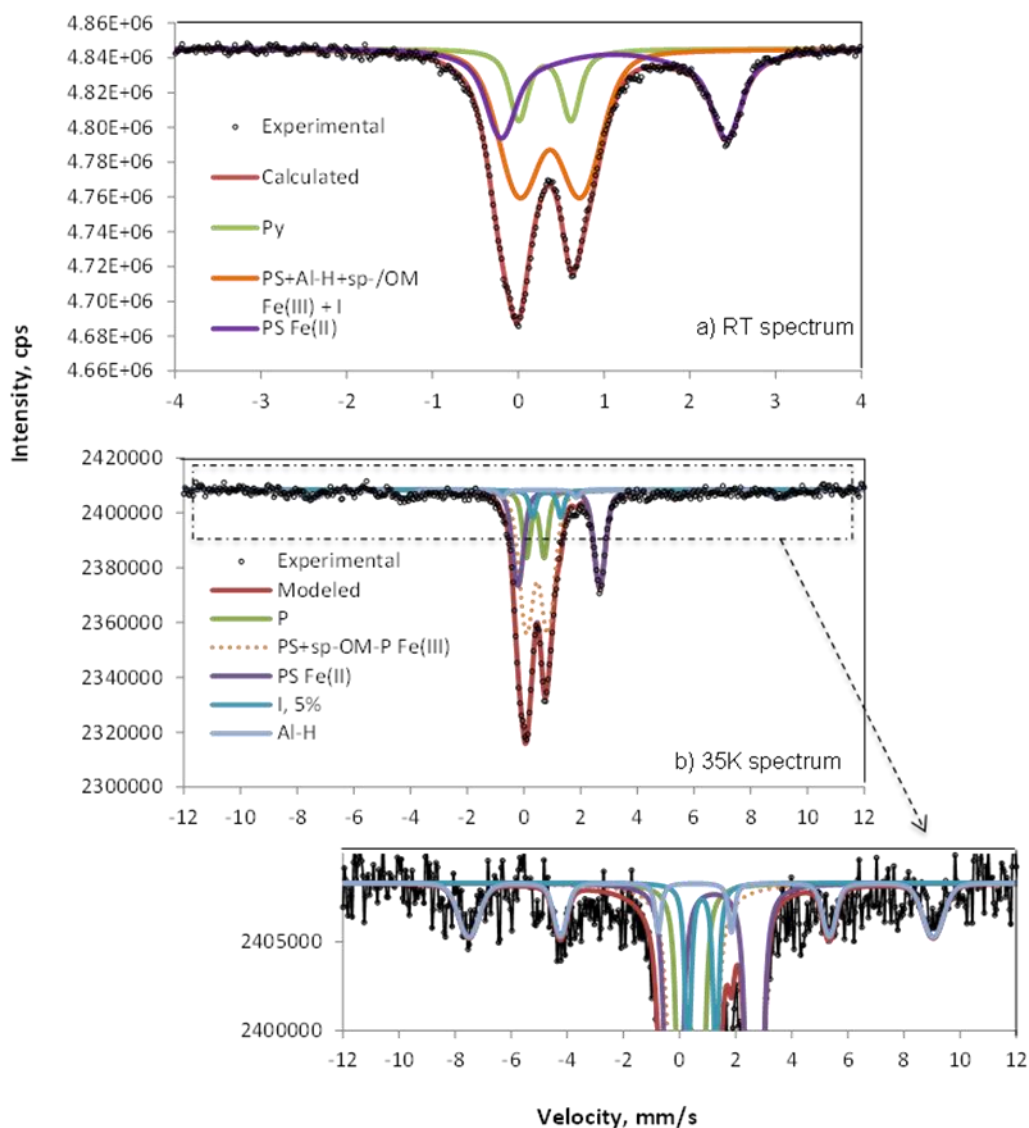 4.86E+06
4.84E+06
4.82E+06
4.80E+06
4.78E+06
4.76E+06
4.74E+06
4.72E+06
4.70E+06
4.68E+06
4.66E+06
Experimental
Calculated
Py
PS+Al-H+sp-/OM
Fe(III) + I
PS Fe(II)
a) RT spectrum
-4 -3 -2 -1 0 1 2 3 4
Intensity, cps
2420000
2400000
2380000
2360000
2340000
2320000
2300000
Experimental
Modeled
P
PS+sp-OM-P Fe(III)
PS Fe(II)
I, 5%
Al-H
b) 35K spectrum
-12 -10 -8 -6 -4 -2 0 2 4 6 8 10 12
2405000
2400000
-12 -10 -8 -6 -4 -2 0 2 4 6 8 10 12
Velocity, mm/s